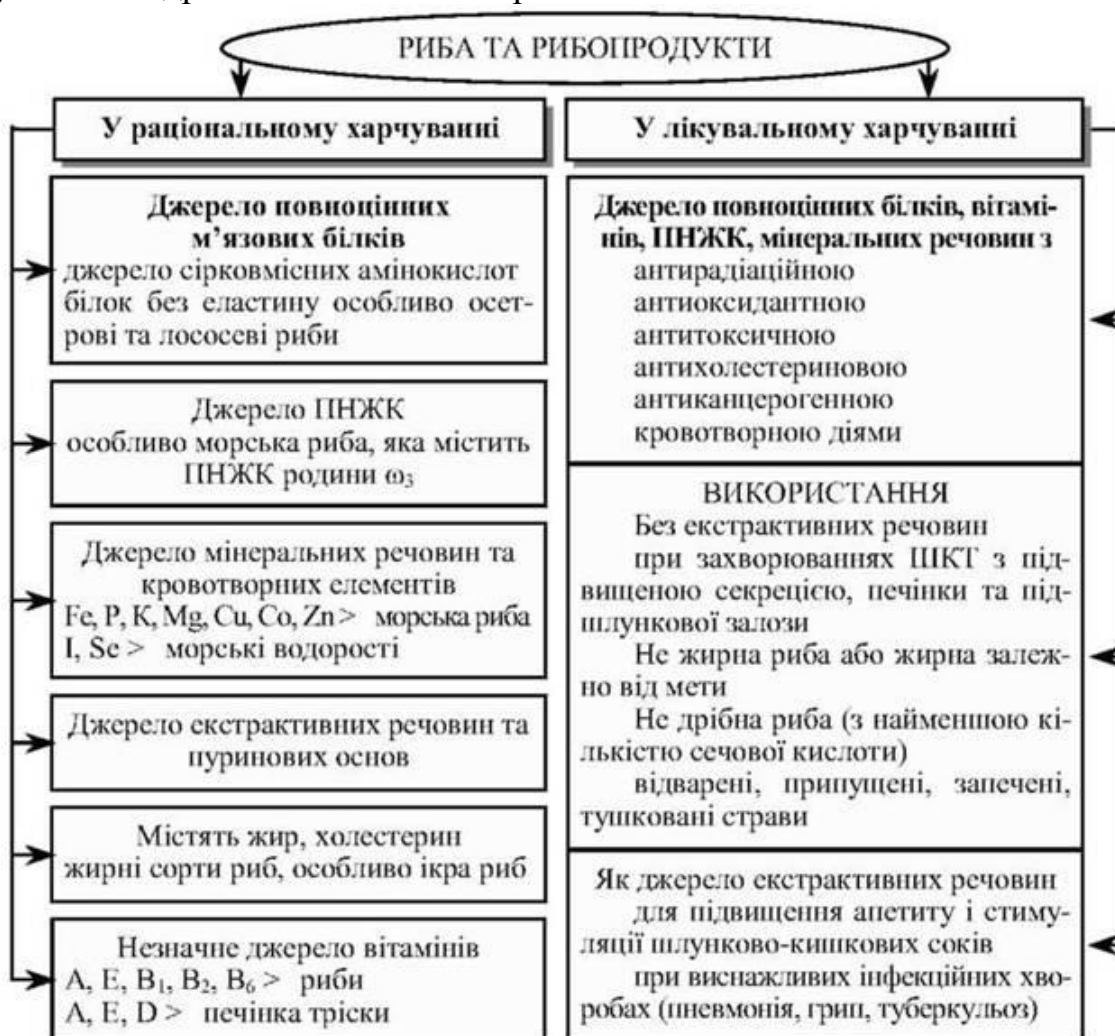 РИБА ТА РИБОПРОДУКТИ
У раціональному харчуванні
Джерело повноцінних
м’язових білків
джерело сірковмісних амінокислот
білок без еластину особливо осет-
рові та лососеві риби
Джерело ПНЖК
особливо морська риба, яка містить
ПНЖК родини ω₃
Джерело мінеральних речовин та
кровотворних елементів
Fe, P, K, Mg, Cu, Co, Zn > морська риба
I, Se > морські водорості
Джерело екстрактивних речовин та
пуринових основ
Містять жир, холестерин
жирні сорти риб, особливо ікра риб
Незначне джерело вітамінів
А, Е, В₁, В₂, В₆ > риби
А, Е, D > печінка тріски
У лікувальному харчуванні
Джерело повноцінних білків, вітамі-
нів, ПНЖК, мінеральних речовин з
антирадіаційною
антиоксидантною
антитоксичною
антихолестериновою
антиканцерогенною
кровотворною діями
ВИКОРИСТАННЯ
Без екстрактивних речовин
при захворюваннях ШКТ з під-
вищеною секрецією, печінки та під-
шлункової залози
Не жирна риба або жирна залеж-
но від мети
Не дрібна риба (з найменшою кі-
лькістю сечової кислоти)
відварені, припущені, запечені,
тушковані страви
Як джерело екстрактивних речовин
для підвищення апетиту і стиму-
ляції шлунково-кишкових соків
при виснажливих інфекційних хво-
робах (пневмонія, грип, туберкульоз)